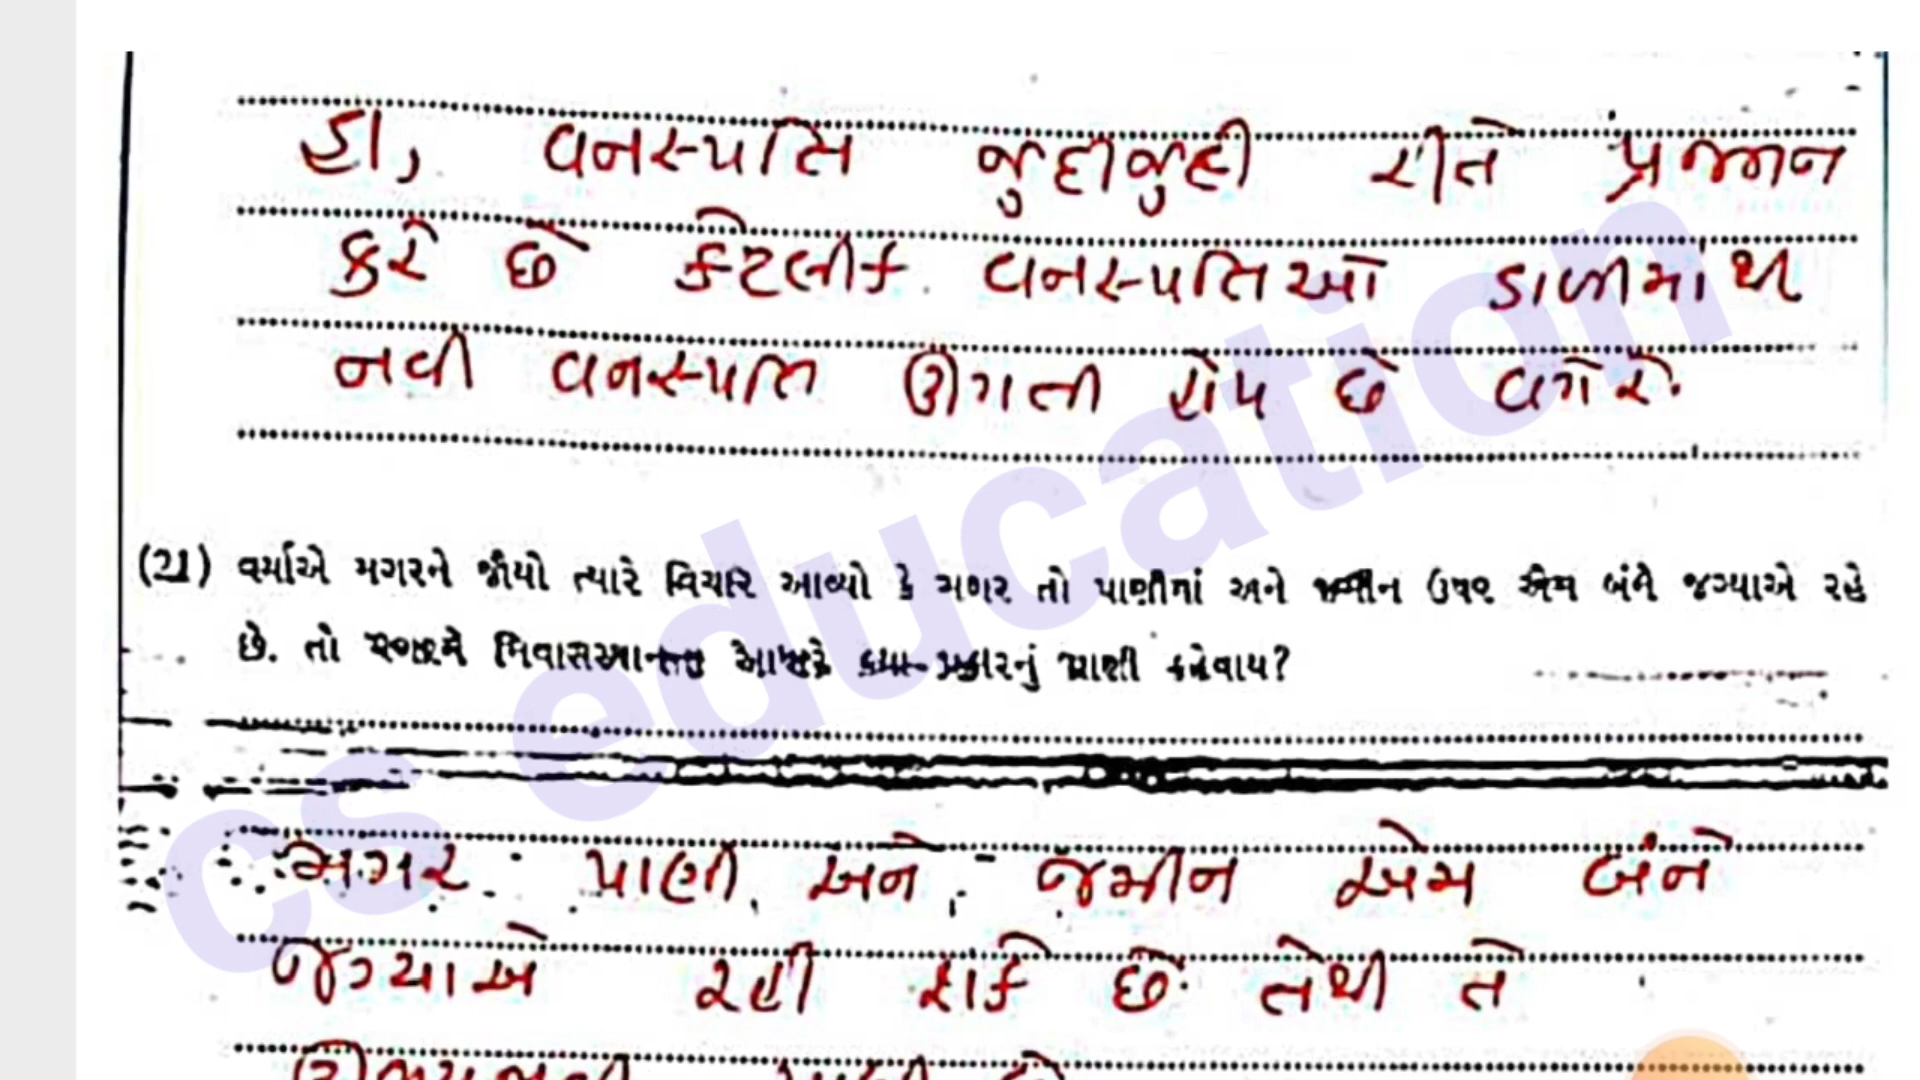 હા, વનસ્પતિ જુદીજુદી રીતે પ્રજનન
કરે છે કેટલીક વનસ્પતિઓ ડાળીમાંથી
નવી વનસ્પતિ ઊગતી હોય છે વગેરે.
(21) વર્ષાએ મગરને જોયો ત્યારે વિચાર આવ્યો કે મગર તો પાણીમાં અને જમીન ઉપર એમ બંને જગ્યાએ રહે
છે. તો મગરને નિવાસસ્થાનના આધારે કયા પ્રકારનું પ્રાણી કહેવાય?
મગર પાણી અને જમીન એમ બંને
જગ્યાએ રહી શકે છે. તેથી તે
cs education